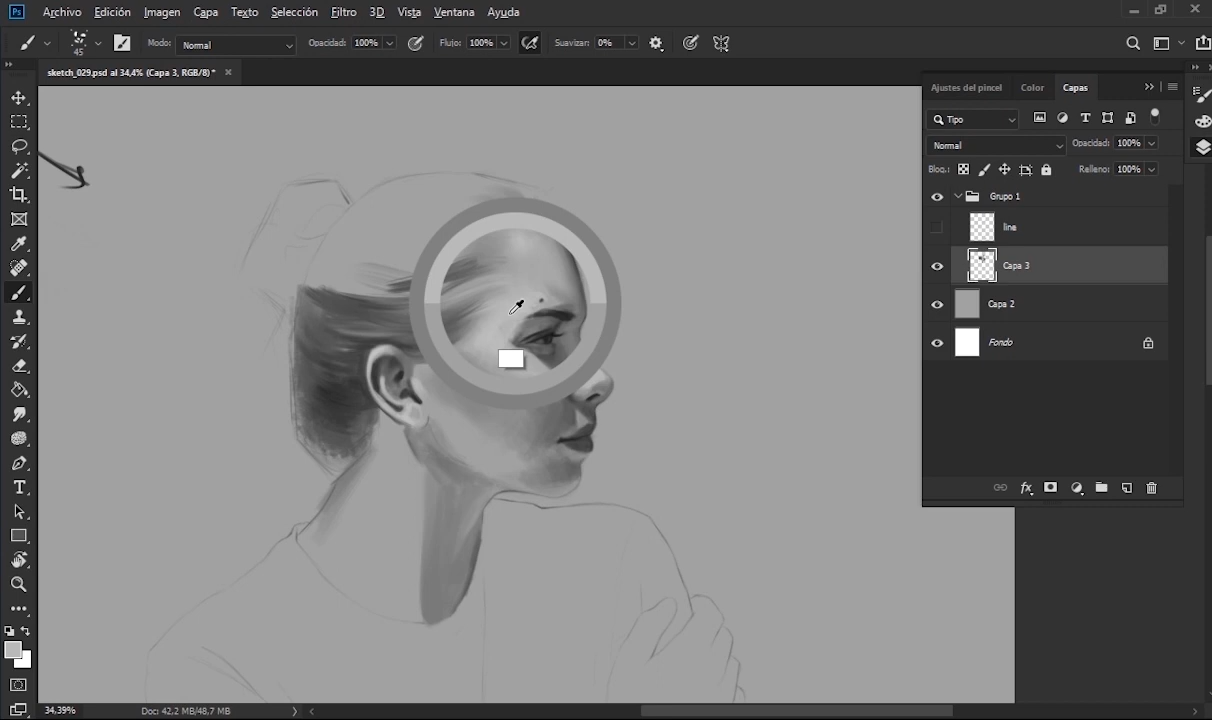 Ps Archivo Edición Imagen Capa Texto Selección Filtro 3D Vista Ventana Ayuda
45 Modo: Normal Opacidad: 100% Flujo: 100% Suavizar: 0%
sketch_029.psd al 34,4% (Capa 3, RGB/8) *
Ajustes del pincel Color Capas
Tipo
Normal Opacidad: 100%
Bloq.: Relleno: 100%
Grupo 1
line
Capa 3
Capa 2
Fondo
fx
34,39% Doc: 42,2 MB/48,7 MB